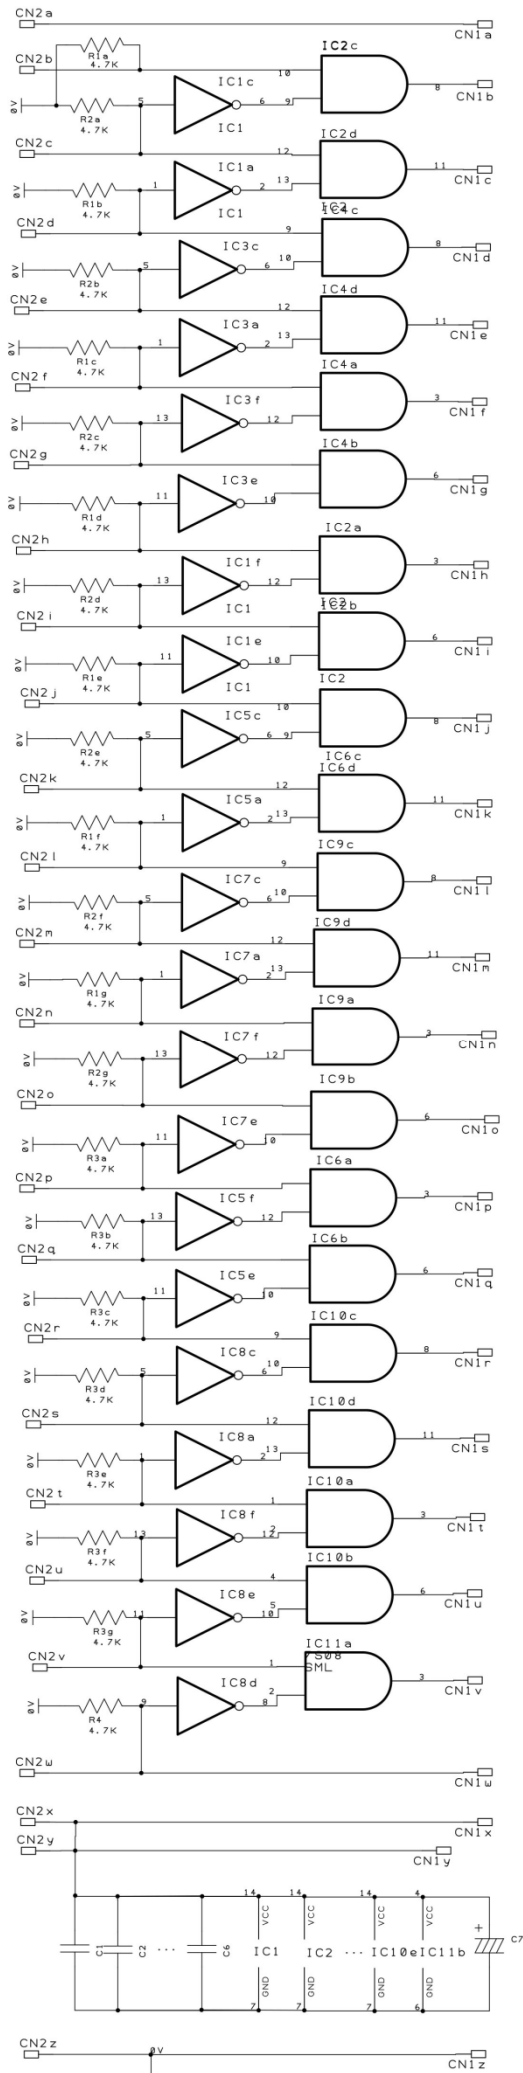 CN2a
CN1a
R1a
4.7K
IC2c
CN2b
10
IC1c
8
CN1b
0V
5
6
9
R2a
4.7K
IC1
CN2c
12
IC2d
IC1a
11
CN1c
0V
1
2
13
R1b
4.7K
IC1
IC2
IC4c
CN2d
9
IC3c
8
CN1d
0V
5
6
10
R2b
4.7K
CN2e
12
IC4d
IC3a
11
CN1e
0V
1
2
13
R1c
4.7K
IC4a
CN2f
IC3f
3
CN1f
0V
13
12
R2c
4.7K
IC4b
CN2g
IC3e
6
CN1g
0V
11
10
R1d
4.7K
IC2a
CN2h
IC1f
3
CN1h
0V
13
12
R2d
4.7K
IC1
IC2
IC2b
CN2i
IC1e
6
CN1i
0V
11
10
R1e
4.7K
IC1
IC2
CN2j
10
IC5c
8
CN1j
0V
5
6
9
R2e
4.7K
IC6c
IC6d
CN2k
12
IC5a
11
CN1k
0V
1
2
13
R1f
4.7K
IC9c
CN2l
9
IC7c
8
CN1l
0V
5
6
10
R2f
4.7K
IC9d
CN2m
12
IC7a
11
CN1m
0V
1
2
13
R1g
4.7K
IC9a
CN2n
IC7f
3
CN1n
0V
13
12
R2g
4.7K
IC9b
CN2o
IC7e
6
CN1o
0V
11
10
R3a
4.7K
IC6a
CN2p
IC5f
3
CN1p
0V
13
12
R3b
4.7K
IC6b
CN2q
IC5e
6
CN1q
0V
11
10
R3c
4.7K
IC10c
CN2r
9
IC8c
8
CN1r
0V
5
6
10
R3d
4.7K
IC10d
CN2s
12
IC8a
11
CN1s
0V
1
2
13
R3e
4.7K
IC10a
CN2t
1
IC8f
3
CN1t
0V
13
12
2
R3f
4.7K
IC10b
CN2u
4
IC8e
6
CN1u
0V
11
10
5
R3g
4.7K
IC11a
7S08
SML
CN2v
1
IC8d
3
CN1v
0V
9
8
2
R4
4.7K
CN2w
CN1w
CN2x
CN1x
CN2y
CN1y
14
14
7
4
VCC
VCC
VCC
VCC
+
C7
C1
C2
...
C6
IC1
IC2
...
IC10e
IC11b
GND
GND
GND
GND
7
7
7
6
CN2z
0V
CN1z